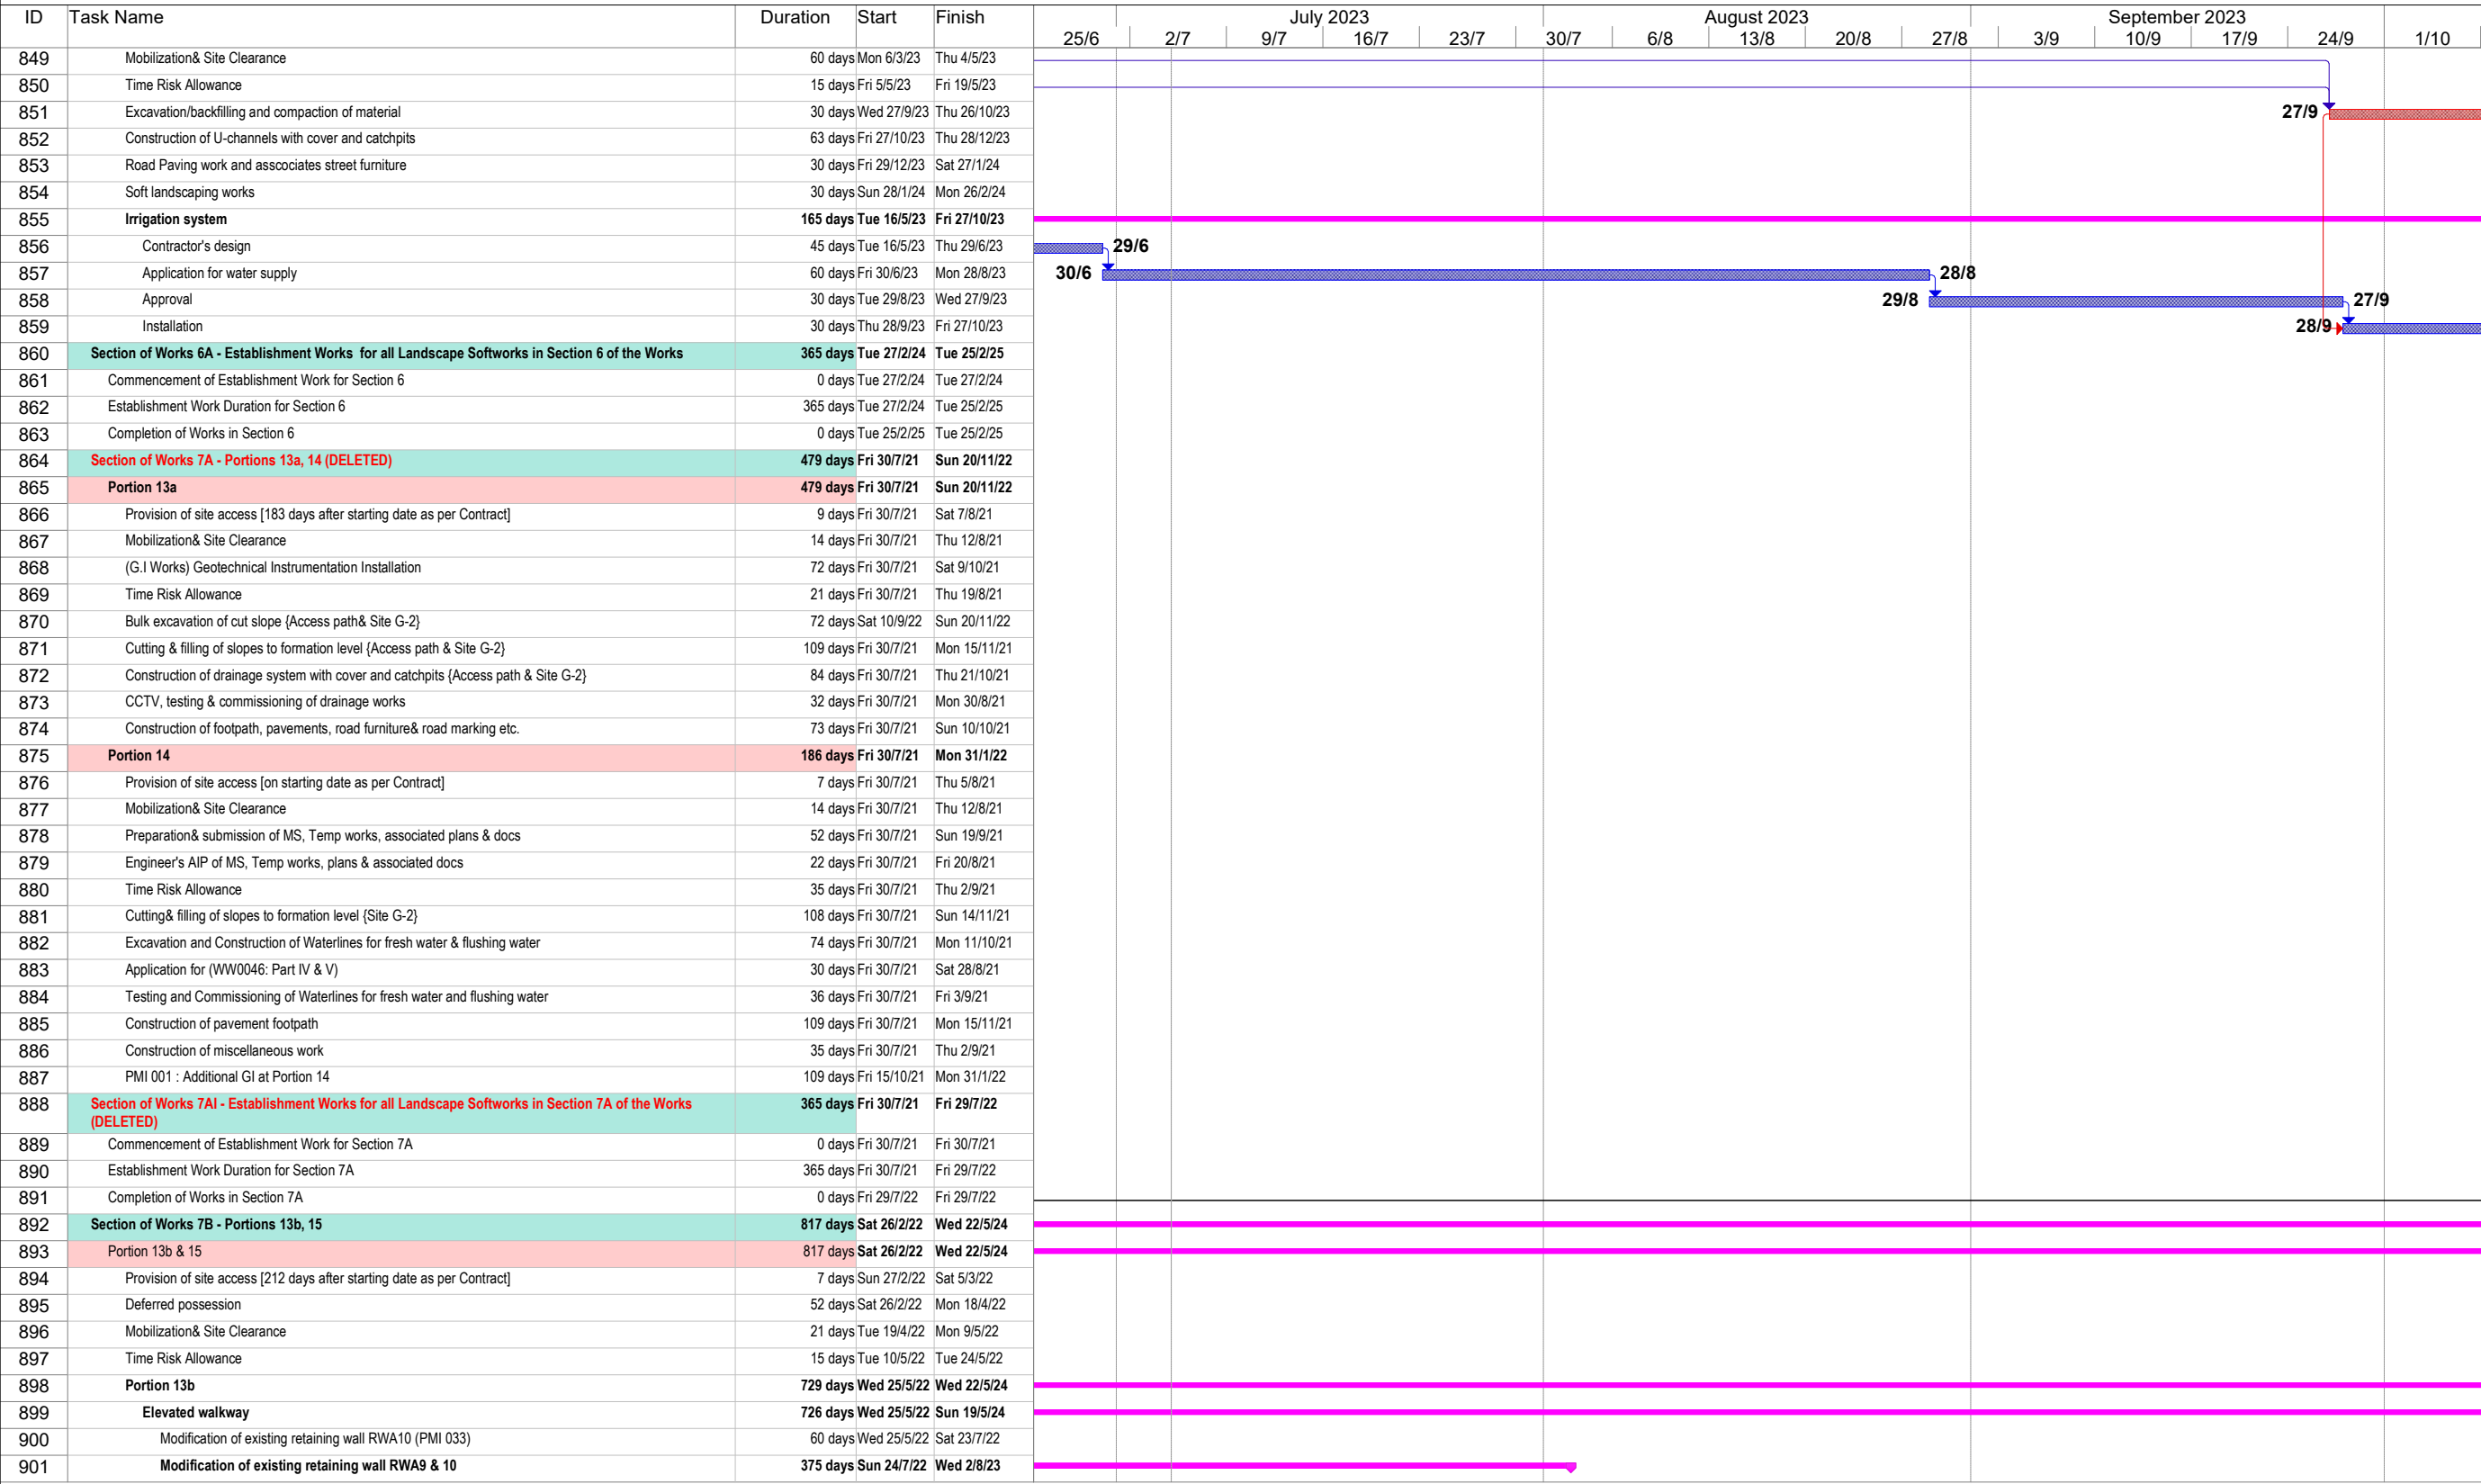 ID Task Name Duration Start Finish July 2023 August 2023 September 2023
25/6 2/7 9/7 16/7 23/7 30/7 6/8 13/8 20/8 27/8 3/9 10/9 17/9 24/9 1/10
849 Mobilization& Site Clearance 60 days Mon 6/3/23 Thu 4/5/23
850 Time Risk Allowance 15 days Fri 5/5/23 Fri 19/5/23
851 Excavation/backfilling and compaction of material 30 days Wed 27/9/23 Thu 26/10/23 27/9
852 Construction of U-channels with cover and catchpits 63 days Fri 27/10/23 Thu 28/12/23
853 Road Paving work and asscociates street furniture 30 days Fri 29/12/23 Sat 27/1/24
854 Soft landscaping works 30 days Sun 28/1/24 Mon 26/2/24
855 Irrigation system 165 days Tue 16/5/23 Fri 27/10/23
856 Contractor's design 45 days Tue 16/5/23 Thu 29/6/23 29/6
857 Application for water supply 60 days Fri 30/6/23 Mon 28/8/23 30/6 28/8
858 Approval 30 days Tue 29/8/23 Wed 27/9/23 29/8 27/9
859 Installation 30 days Thu 28/9/23 Fri 27/10/23 28/9
860 Section of Works 6A - Establishment Works for all Landscape Softworks in Section 6 of the Works 365 days Tue 27/2/24 Tue 25/2/25
861 Commencement of Establishment Work for Section 6 0 days Tue 27/2/24 Tue 27/2/24
862 Establishment Work Duration for Section 6 365 days Tue 27/2/24 Tue 25/2/25
863 Completion of Works in Section 6 0 days Tue 25/2/25 Tue 25/2/25
864 Section of Works 7A - Portions 13a, 14 (DELETED) 479 days Fri 30/7/21 Sun 20/11/22
865 Portion 13a 479 days Fri 30/7/21 Sun 20/11/22
866 Provision of site access [183 days after starting date as per Contract] 9 days Fri 30/7/21 Sat 7/8/21
867 Mobilization& Site Clearance 14 days Fri 30/7/21 Thu 12/8/21
868 (G.I Works) Geotechnical Instrumentation Installation 72 days Fri 30/7/21 Sat 9/10/21
869 Time Risk Allowance 21 days Fri 30/7/21 Thu 19/8/21
870 Bulk excavation of cut slope {Access path& Site G-2} 72 days Sat 10/9/22 Sun 20/11/22
871 Cutting & filling of slopes to formation level {Access path & Site G-2} 109 days Fri 30/7/21 Mon 15/11/21
872 Construction of drainage system with cover and catchpits {Access path & Site G-2} 84 days Fri 30/7/21 Thu 21/10/21
873 CCTV, testing & commissioning of drainage works 32 days Fri 30/7/21 Mon 30/8/21
874 Construction of footpath, pavements, road furniture& road marking etc. 73 days Fri 30/7/21 Sun 10/10/21
875 Portion 14 186 days Fri 30/7/21 Mon 31/1/22
876 Provision of site access [on starting date as per Contract] 7 days Fri 30/7/21 Thu 5/8/21
877 Mobilization& Site Clearance 14 days Fri 30/7/21 Thu 12/8/21
878 Preparation& submission of MS, Temp works, associated plans & docs 52 days Fri 30/7/21 Sun 19/9/21
879 Engineer's AIP of MS, Temp works, plans & associated docs 22 days Fri 30/7/21 Fri 20/8/21
880 Time Risk Allowance 35 days Fri 30/7/21 Thu 2/9/21
881 Cutting& filling of slopes to formation level {Site G-2} 108 days Fri 30/7/21 Sun 14/11/21
882 Excavation and Construction of Waterlines for fresh water & flushing water 74 days Fri 30/7/21 Mon 11/10/21
883 Application for (WW0046: Part IV & V) 30 days Fri 30/7/21 Sat 28/8/21
884 Testing and Commissioning of Waterlines for fresh water and flushing water 36 days Fri 30/7/21 Fri 3/9/21
885 Construction of pavement footpath 109 days Fri 30/7/21 Mon 15/11/21
886 Construction of miscellaneous work 35 days Fri 30/7/21 Thu 2/9/21
887 PMI 001 : Additional GI at Portion 14 109 days Fri 15/10/21 Mon 31/1/22
888 Section of Works 7AI - Establishment Works for all Landscape Softworks in Section 7A of the Works 365 days Fri 30/7/21 Fri 29/7/22
(DELETED)
889 Commencement of Establishment Work for Section 7A 0 days Fri 30/7/21 Fri 30/7/21
890 Establishment Work Duration for Section 7A 365 days Fri 30/7/21 Fri 29/7/22
891 Completion of Works in Section 7A 0 days Fri 29/7/22 Fri 29/7/22
892 Section of Works 7B - Portions 13b, 15 817 days Sat 26/2/22 Wed 22/5/24
893 Portion 13b & 15 817 days Sat 26/2/22 Wed 22/5/24
894 Provision of site access [212 days after starting date as per Contract] 7 days Sun 27/2/22 Sat 5/3/22
895 Deferred possession 52 days Sat 26/2/22 Mon 18/4/22
896 Mobilization& Site Clearance 21 days Tue 19/4/22 Mon 9/5/22
897 Time Risk Allowance 15 days Tue 10/5/22 Tue 24/5/22
898 Portion 13b 729 days Wed 25/5/22 Wed 22/5/24
899 Elevated walkway 726 days Wed 25/5/22 Sun 19/5/24
900 Modification of existing retaining wall RWA10 (PMI 033) 60 days Wed 25/5/22 Sat 23/7/22
901 Modification of existing retaining wall RWA9 & 10 375 days Sun 24/7/22 Wed 2/8/23